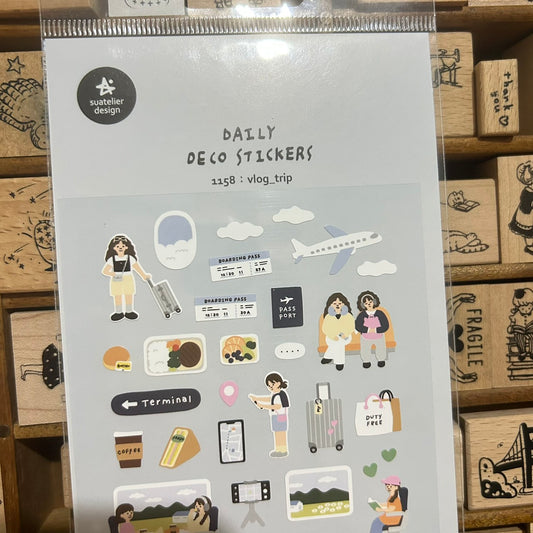 suatelier
design
DAILY
DECO STICKERS
1158 : vlog_trip
thank
you
BOARDING PASS
BOARDING PASS
PASS
PORT
FRAGILE
Terminal
DUTY
FREE
COFFEE